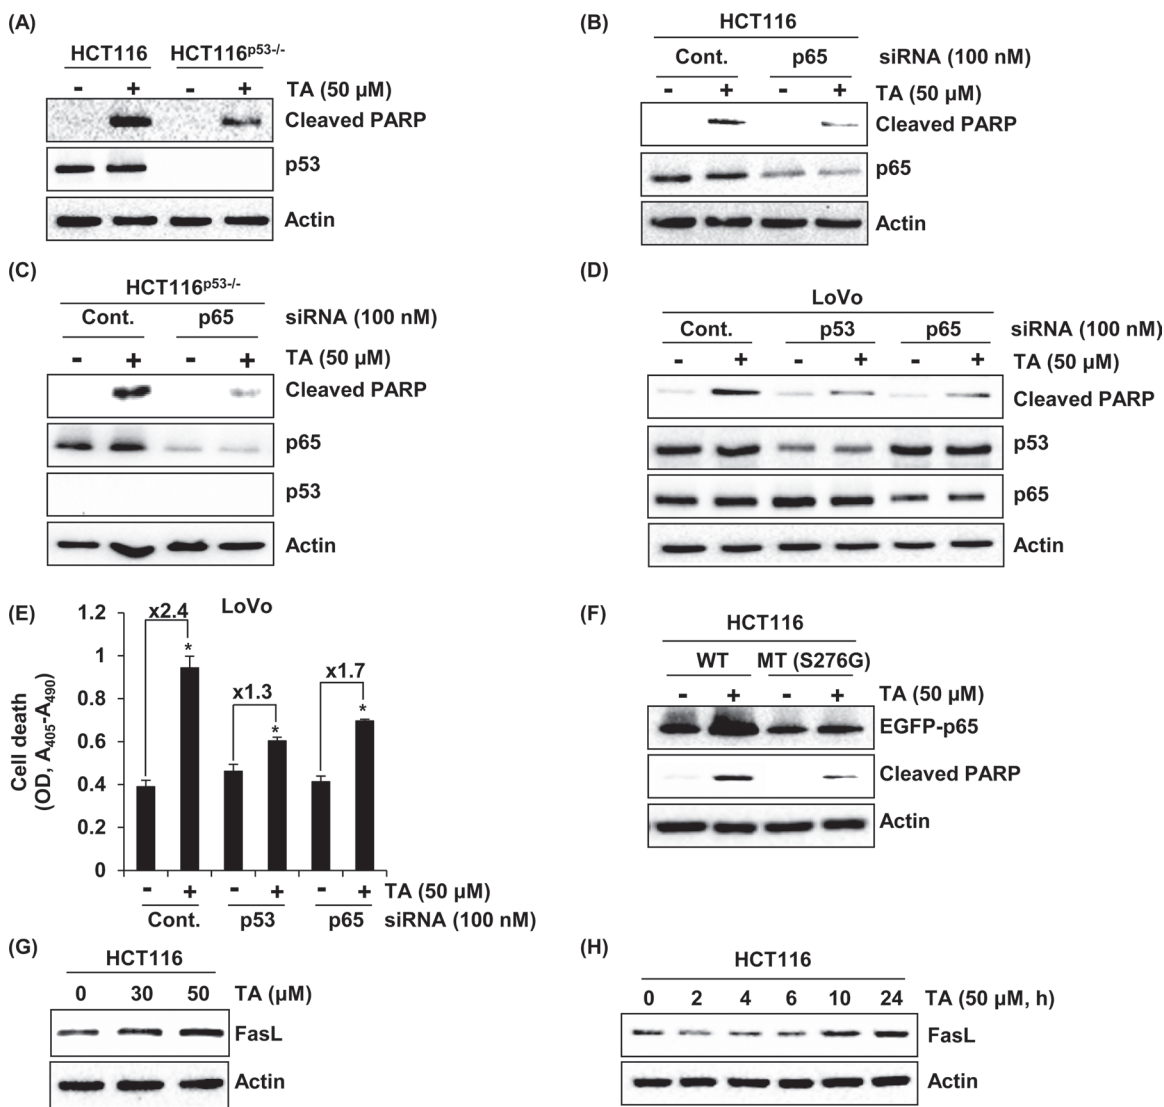 (A)
HCT116 HCT116p53-/-
- + - + TA (50 µM)
Cleaved PARP
p53
Actin
(B)
HCT116
Cont. p65 siRNA (100 nM)
- + - + TA (50 µM)
Cleaved PARP
p65
Actin
(C)
HCT116p53-/-
Cont. p65 siRNA (100 nM)
- + - + TA (50 µM)
Cleaved PARP
p65
p53
Actin
(D)
LoVo
Cont. p53 p65 siRNA (100 nM)
- + - + - + TA (50 µM)
Cleaved PARP
p53
p65
Actin
(E)
LoVo
Cell death
(OD, A405-A490)
1.2
1
0.8
0.6
0.4
0.2
0
x2.4
x1.3
x1.7
* * *
- + - + - + TA (50 µM)
Cont. p53 p65 siRNA (100 nM)
(F)
HCT116
WT MT (S276G)
- + - + TA (50 µM)
EGFP-p65
Cleaved PARP
Actin
(G)
HCT116
0 30 50 TA (µM)
FasL
Actin
(H)
HCT116
0 2 4 6 10 24 TA (50 µM, h)
FasL
Actin